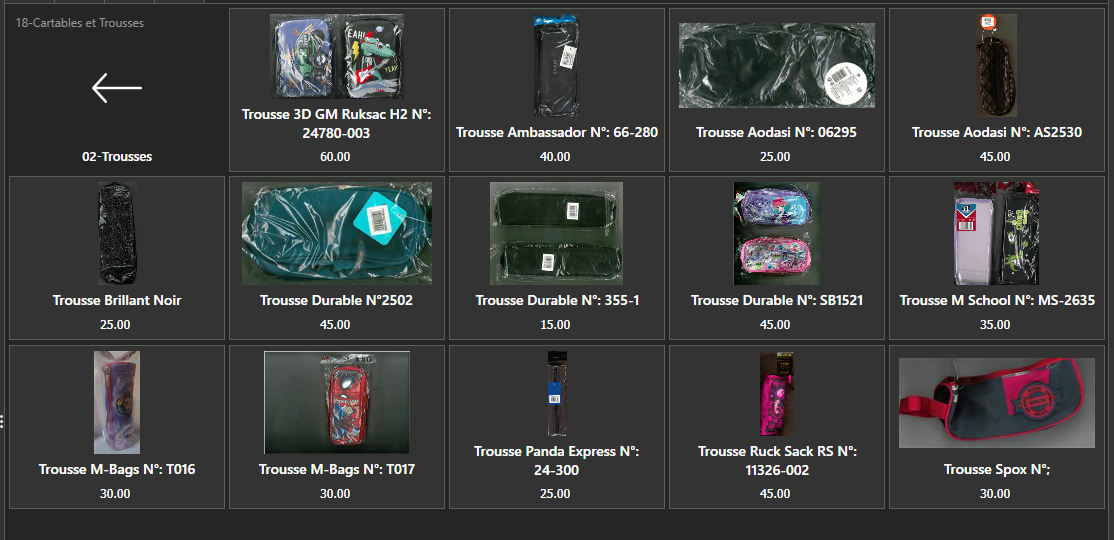 18-Cartables et Trousses
02-Trousses
Trousse 3D GM Ruksac H2 N°:
24780-003
60.00
Trousse Ambassador N°: 66-280
40.00
Trousse Aodasi N°: 06295
25.00
Trousse Aodasi N°: AS2530
45.00
Trousse Brillant Noir
25.00
Trousse Durable N°2502
45.00
Trousse Durable N°: 355-1
15.00
Trousse Durable N°: SB1521
45.00
Trousse M School N°: MS-2635
35.00
Trousse M-Bags N°: T016
30.00
Trousse M-Bags N°: T017
30.00
Trousse Panda Express N°:
24-300
25.00
Trousse Ruck Sack RS N°:
11326-002
45.00
Trousse Spox N°;
30.00